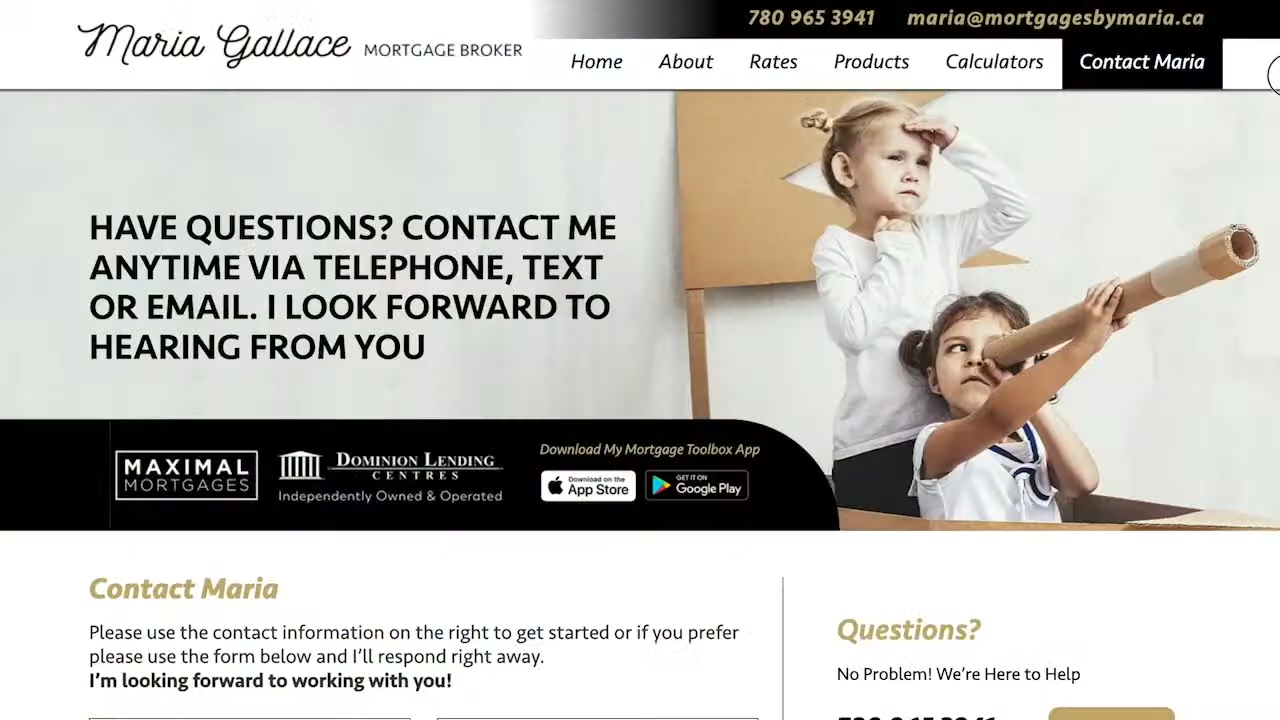 780 965 3941
maria@mortgagesbymaria.ca
Maria Gallace MORTGAGE BROKER
Home About Rates Products Calculators Contact Maria
HAVE QUESTIONS? CONTACT ME
ANYTIME VIA TELEPHONE, TEXT
OR EMAIL. I LOOK FORWARD TO
HEARING FROM YOU
MAXIMAL
MORTGAGES
DOMINION LENDING
CENTRES
Independently Owned & Operated
Download My Mortgage Toolbox App
Download on the
App Store
GET IT ON
Google Play
Contact Maria
Please use the contact information on the right to get started or if you prefer
please use the form below and I'll respond right away.
I'm looking forward to working with you!
Questions?
No Problem! We're Here to Help
780 965 3941